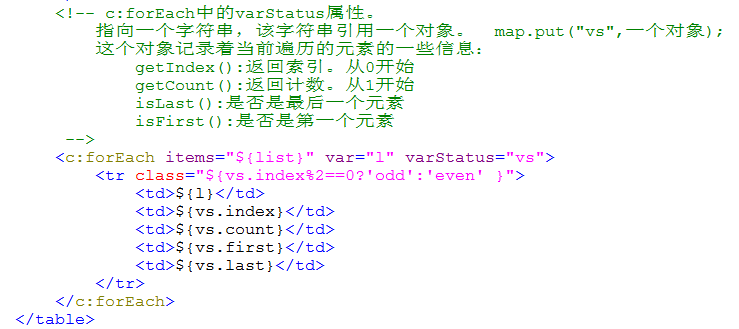 <!-- c:forEach中的varStatus属性。
指向一个字符串，该字符串引用一个对象。 map.put("vs",一个对象);
这个对象记录着当前遍历的元素的一些信息：
getIndex():返回索引。从0开始
getCount():返回计数。从1开始
isLast():是否是最后一个元素
isFirst():是否是第一个元素
-->
<c:forEach items="${list}" var="l" varStatus="vs">
<tr class="${vs.index%2==0?'odd':'even' }">
<td>${l}</td>
<td>${vs.index}</td>
<td>${vs.count}</td>
<td>${vs.first}</td>
<td>${vs.last}</td>
</tr>
</c:forEach>
</table>